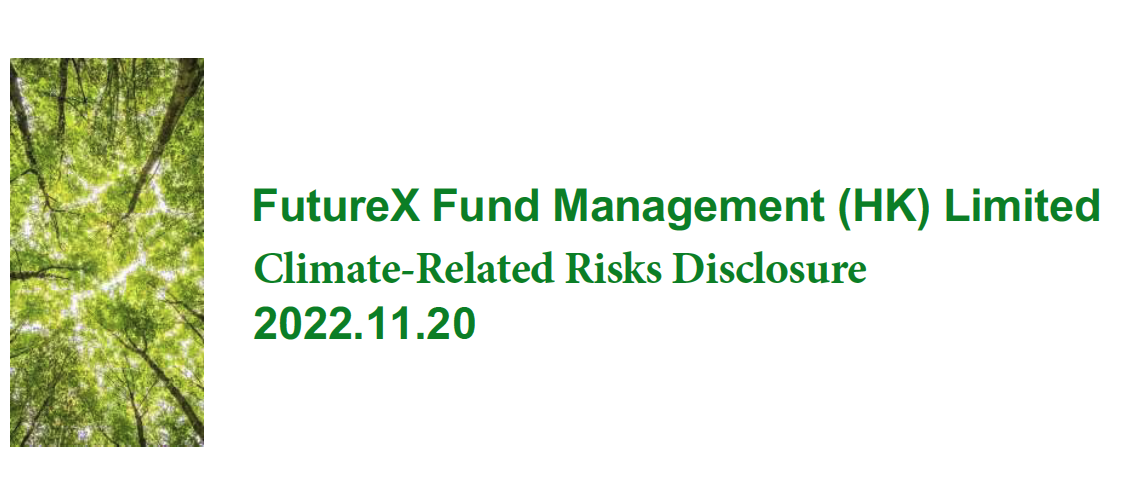 FutureX Fund Management (HK) Limited
Climate-Related Risks Disclosure
2022.11.20